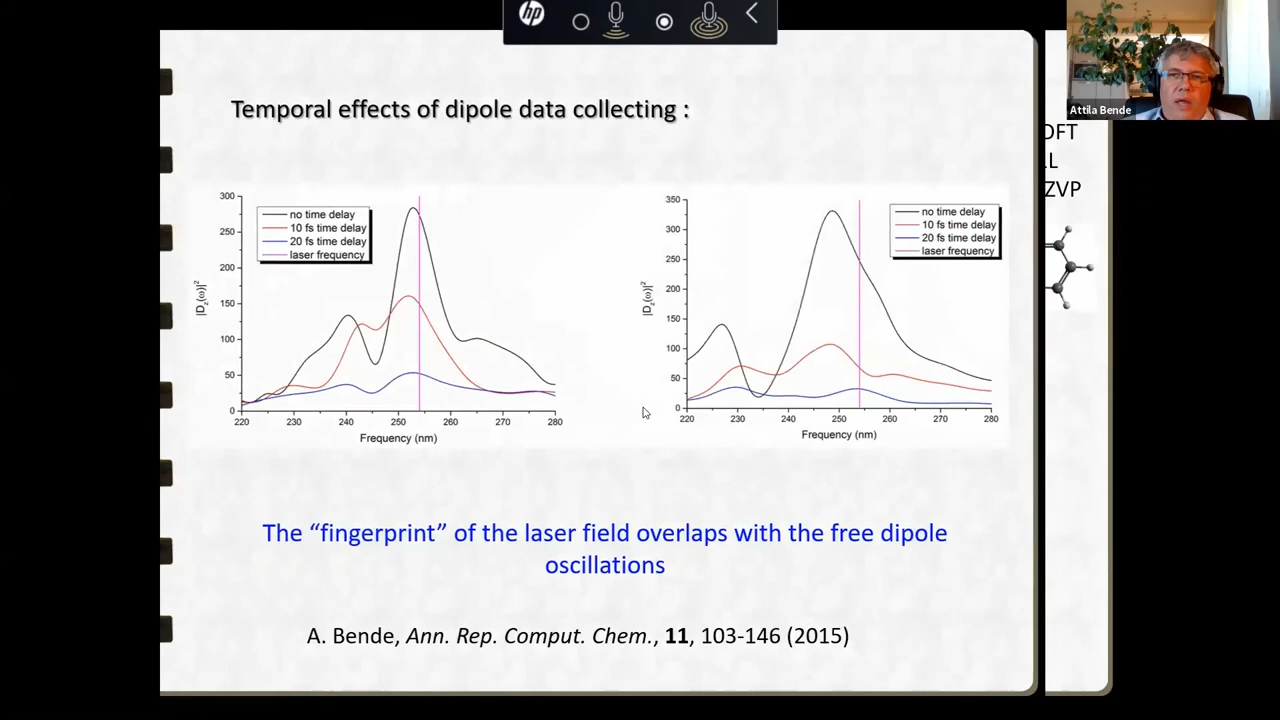 hp
Attila Bende
Temporal effects of dipole data collecting :
DFT
LL
ZVP
300
250
200
150
100
50
0
|D_z(ω)|²
no time delay
10 fs time delay
20 fs time delay
laser frequency
220 230 240 250 260 270 280
Frequency (nm)
350
300
250
200
150
100
50
0
|D_z(ω)|²
no time delay
10 fs time delay
20 fs time delay
laser frequency
220 230 240 250 260 270 280
Frequency (nm)
The “fingerprint” of the laser field overlaps with the free dipole
oscillations
A. Bende, Ann. Rep. Comput. Chem., 11, 103-146 (2015)